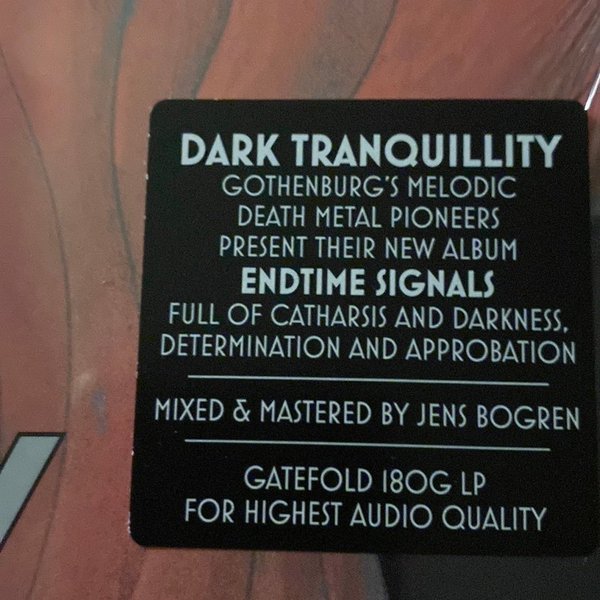 DARK TRANQUILLITY
GOTHENBURG'S MELODIC
DEATH METAL PIONEERS
PRESENT THEIR NEW ALBUM
ENDTIME SIGNALS
FULL OF CATHARSIS AND DARKNESS,
DETERMINATION AND APPROBATION
MIXED & MASTERED BY JENS BOGREN
GATEFOLD 180G LP
FOR HIGHEST AUDIO QUALITY